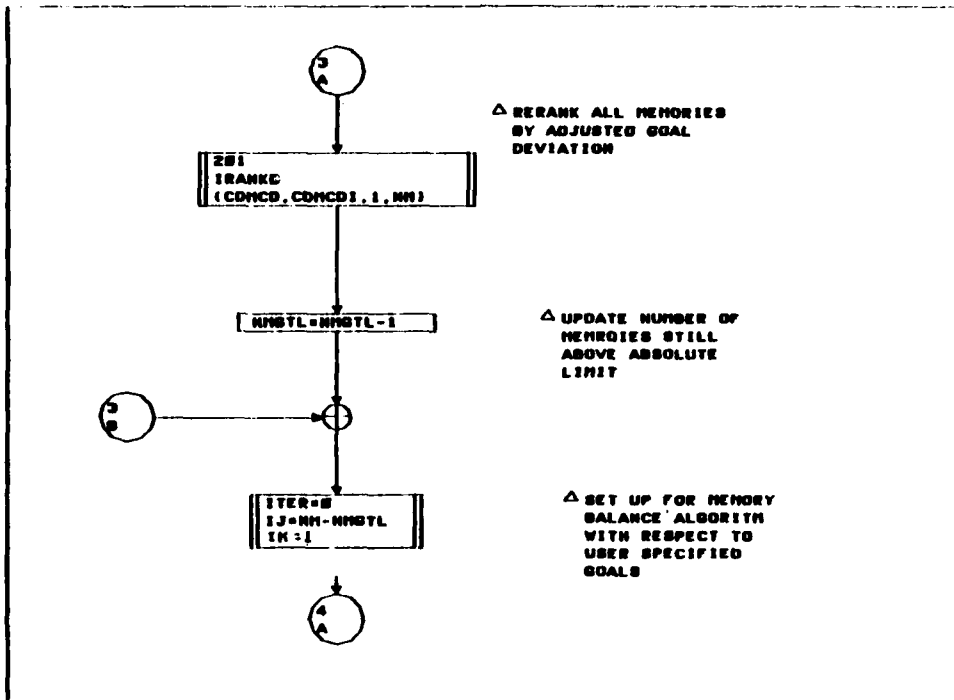 3
A
△ RERANK ALL MEMORIES
BY ADJUSTED GOAL
DEVIATION
201
IRANKD
(CDMCD,CDMCDI,1,NM)
NMGTL=NMGTL-1
△ UPDATE NUMBER OF
MEMRQIES STILL
ABOVE ABSOLUTE
LIMIT
3
B
ITER=0
IJ=NM-NMGTL
IK=1
△ SET UP FOR MEMORY
BALANCE ALGORITM
WITH RESPECT TO
USER SPECIFIED
GOALS
4
A